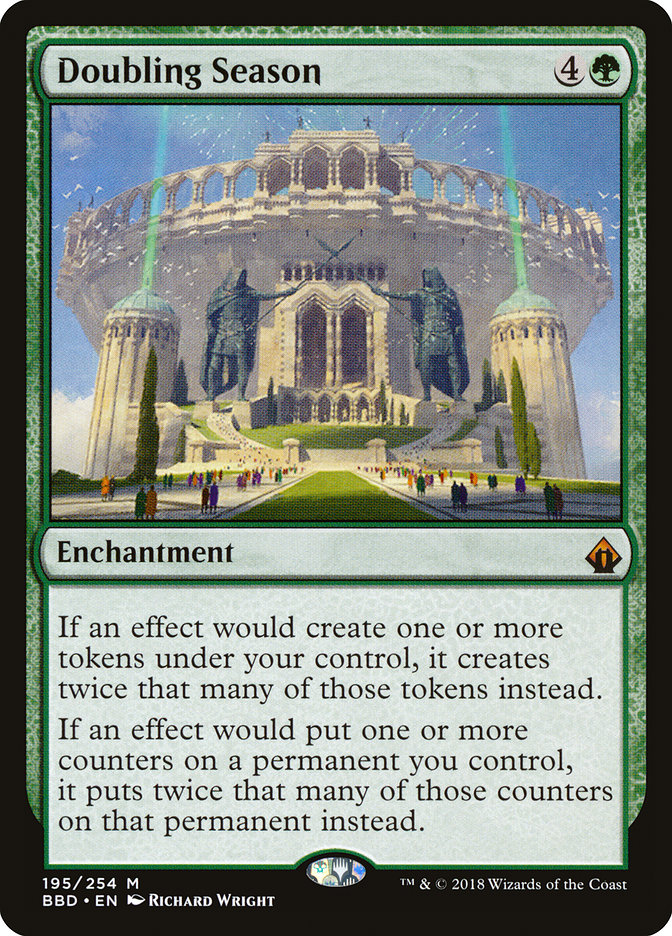 Doubling Season 4
Enchantment
If an effect would create one or more
tokens under your control, it creates
twice that many of those tokens instead.
If an effect would put one or more
counters on a permanent you control,
it puts twice that many of those counters
on that permanent instead.
195/254 M
™ & © 2018 Wizards of the Coast
BBD • EN Richard Wright